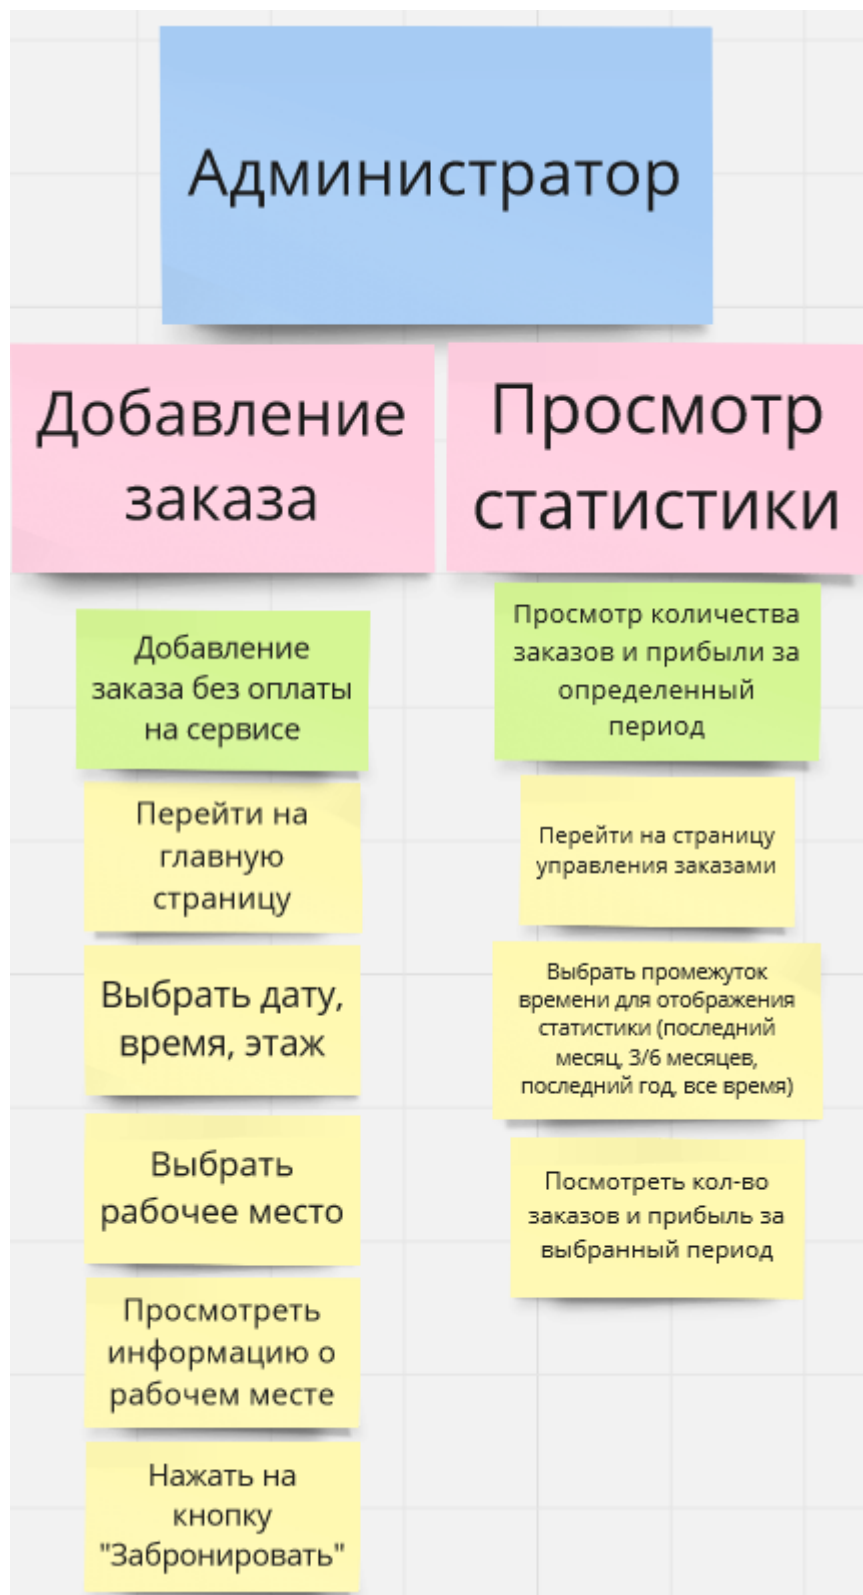 Администратор
Добавление
заказа
Просмотр
статистики
Добавление
заказа без оплаты
на сервисе
Перейти на
главную
страницу
Выбрать дату,
время, этаж
Выбрать
рабочее место
Просмотреть
информацию о
рабочем месте
Нажать на
кнопку
"Забронировать"
Просмотр количества
заказов и прибыли за
определенный
период
Перейти на страницу
управления заказами
Выбрать промежуток
времени для отображения
статистики (последний
месяц, 3/6 месяцев,
последний год, все время)
Посмотреть кол-во
заказов и прибыль за
выбранный период